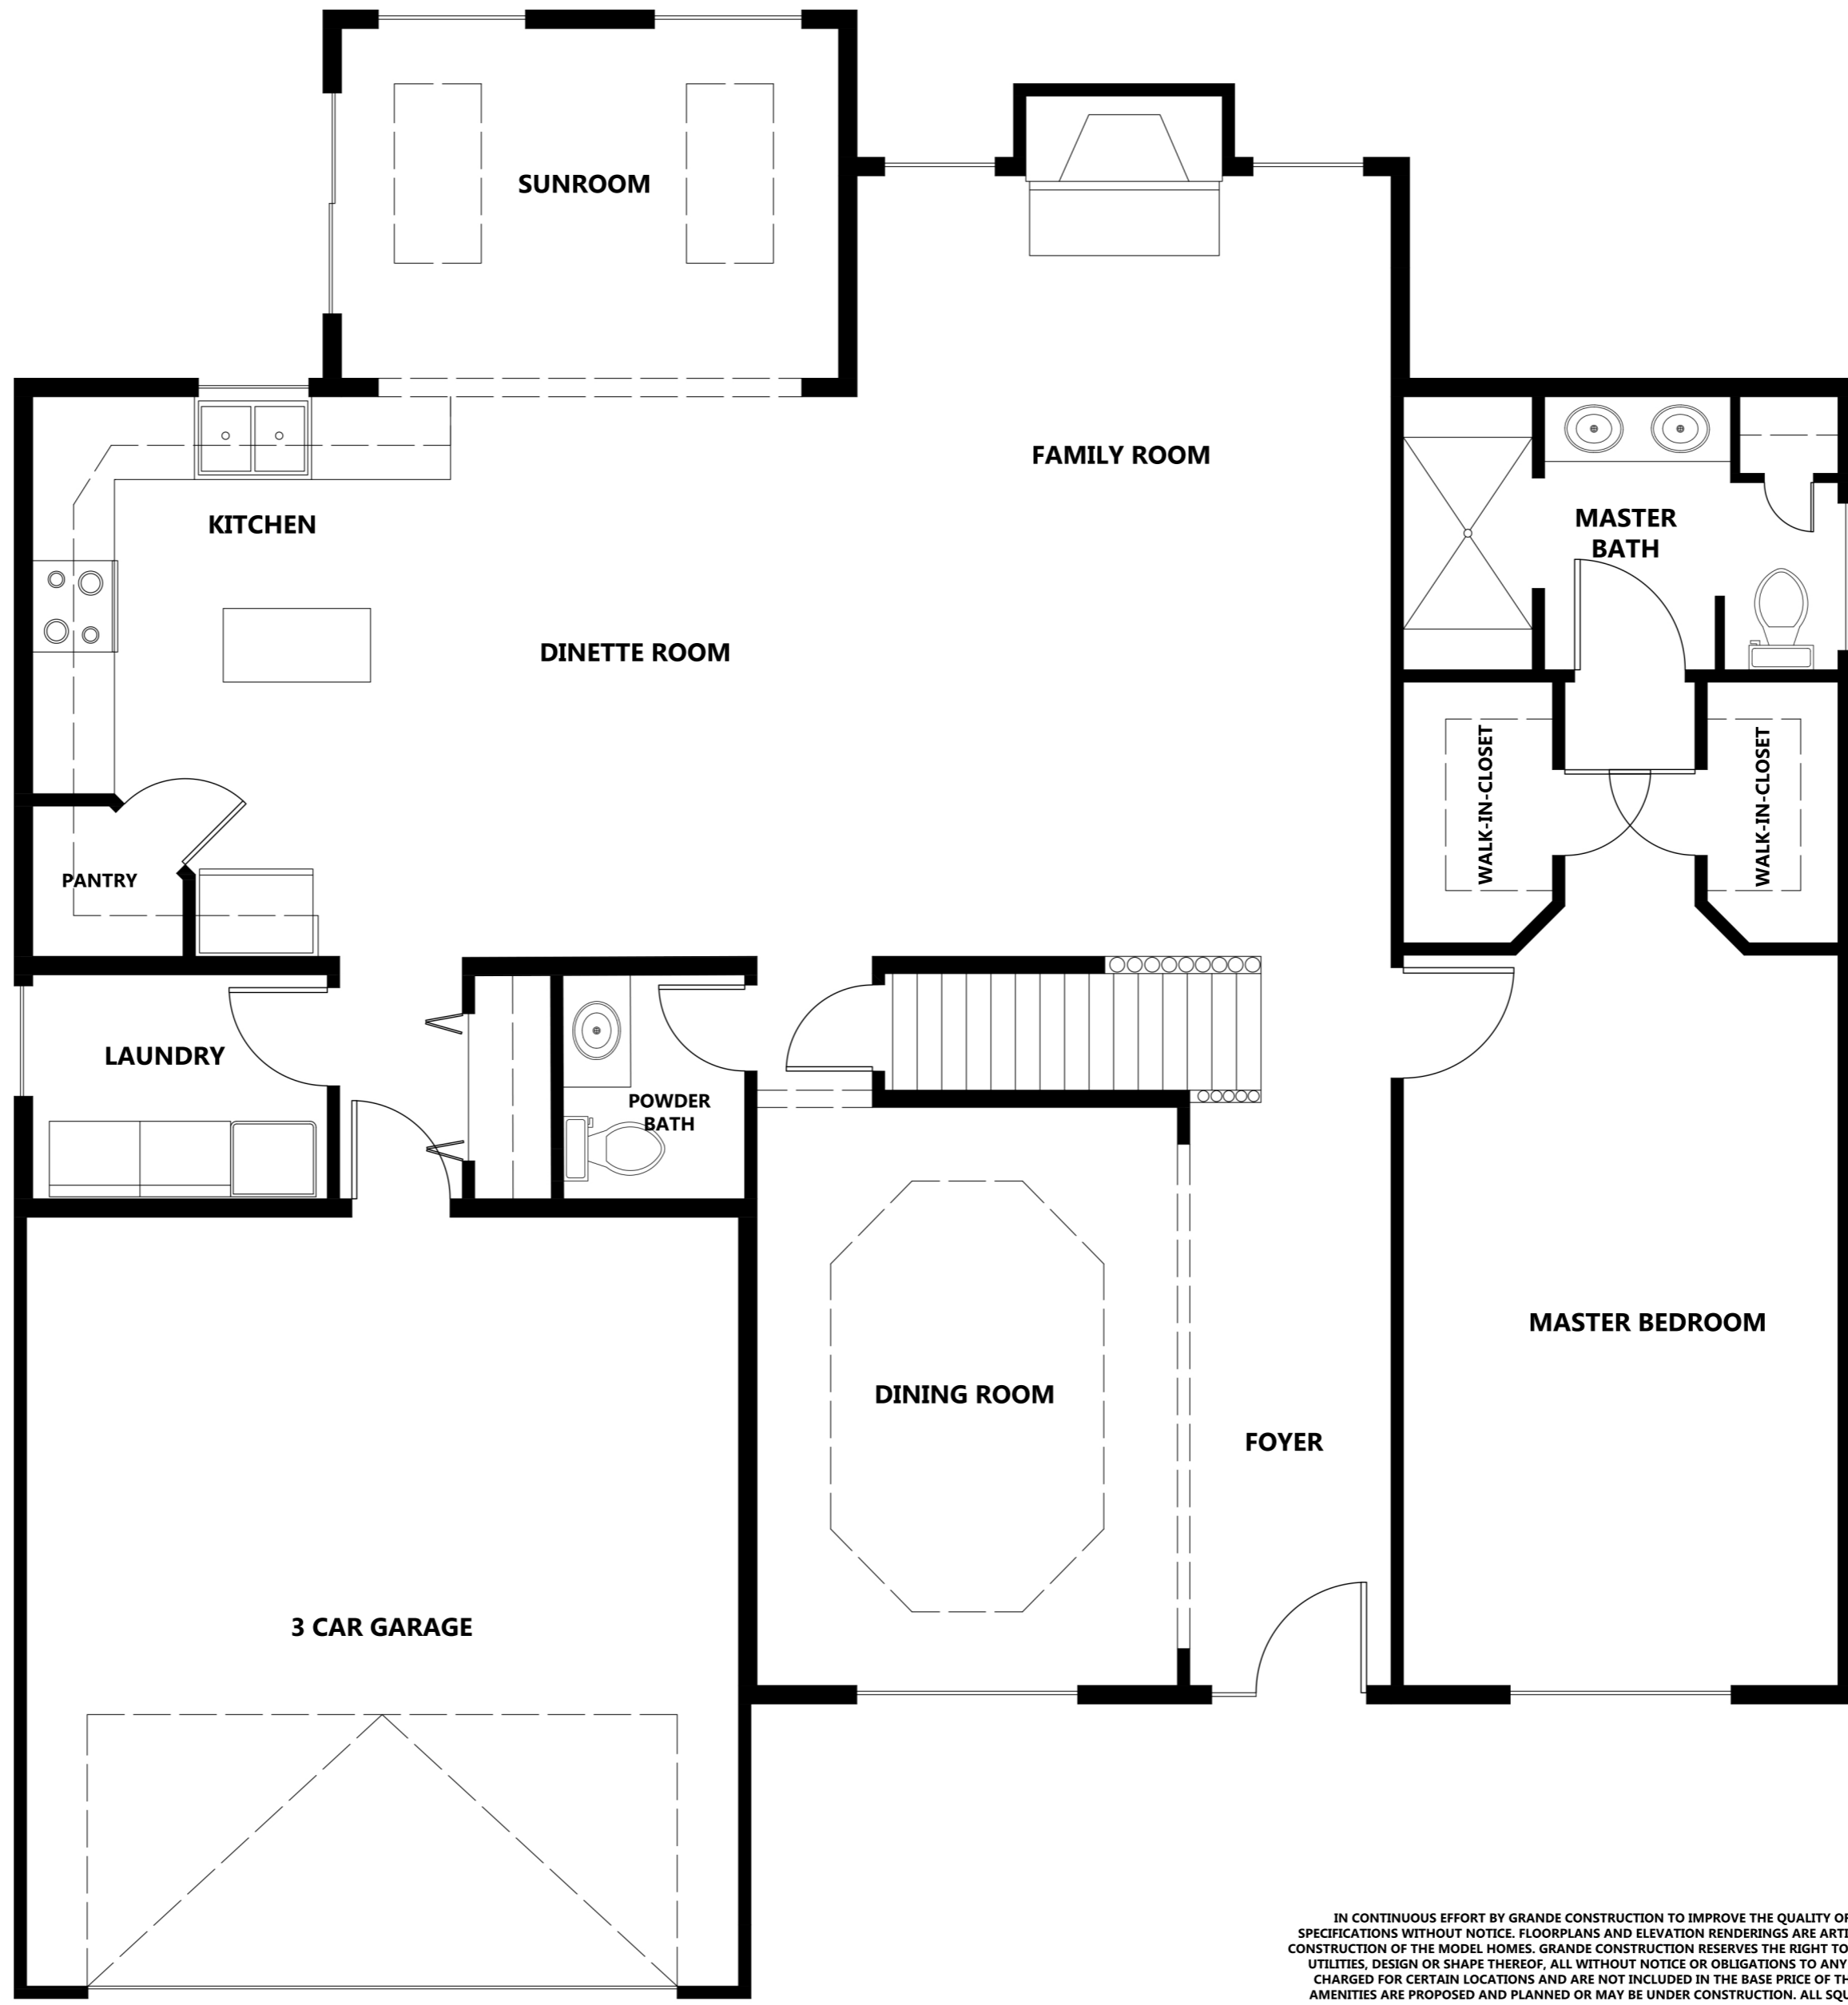 SUNROOM
FAMILY ROOM
KITCHEN
MASTER
BATH
DINETTE ROOM
WALK-IN-CLOSET
WALK-IN-CLOSET
PANTRY
LAUNDRY
POWDER
BATH
MASTER BEDROOM
DINING ROOM
FOYER
3 CAR GARAGE
IN CONTINUOUS EFFORT BY GRANDE CONSTRUCTION TO IMPROVE THE QUALITY OF
SPECIFICATIONS WITHOUT NOTICE. FLOORPLANS AND ELEVATION RENDERINGS ARE ARTI
CONSTRUCTION OF THE MODEL HOMES. GRANDE CONSTRUCTION RESERVES THE RIGHT TO
UTILITIES, DESIGN OR SHAPE THEREOF, ALL WITHOUT NOTICE OR OBLIGATIONS TO ANY
CHARGED FOR CERTAIN LOCATIONS AND ARE NOT INCLUDED IN THE BASE PRICE OF TH
AMENITIES ARE PROPOSED AND PLANNED OR MAY BE UNDER CONSTRUCTION. ALL SQU